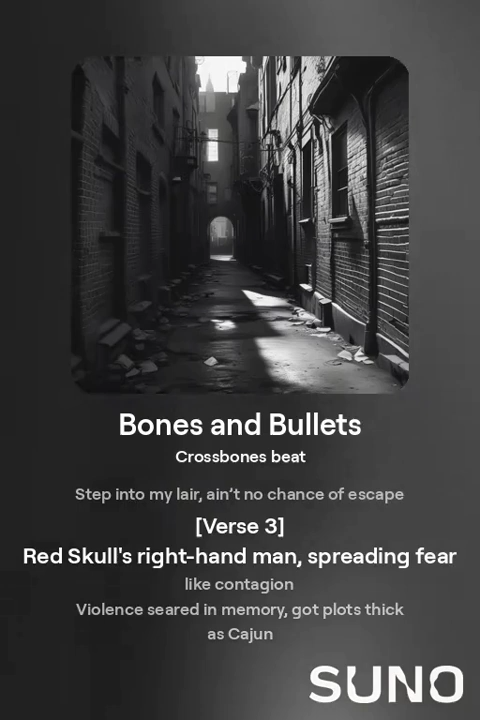 Bones and Bullets
Crossbones beat
Step into my lair, ain’t no chance of escape
[Verse 3]
Red Skull's right-hand man, spreading fear
like contagion
Violence seared in memory, got plots thick
as Cajun
SUNO